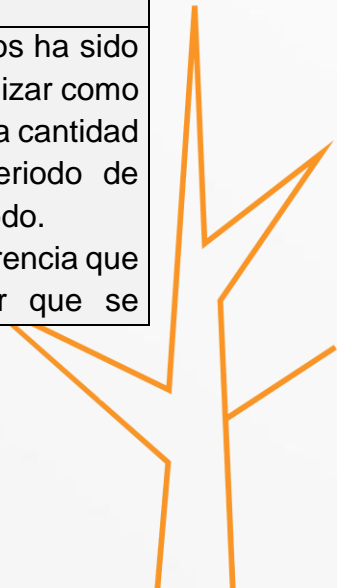 os ha sido
izar como
a cantidad
eriodo de
do.
rencia que
r que se